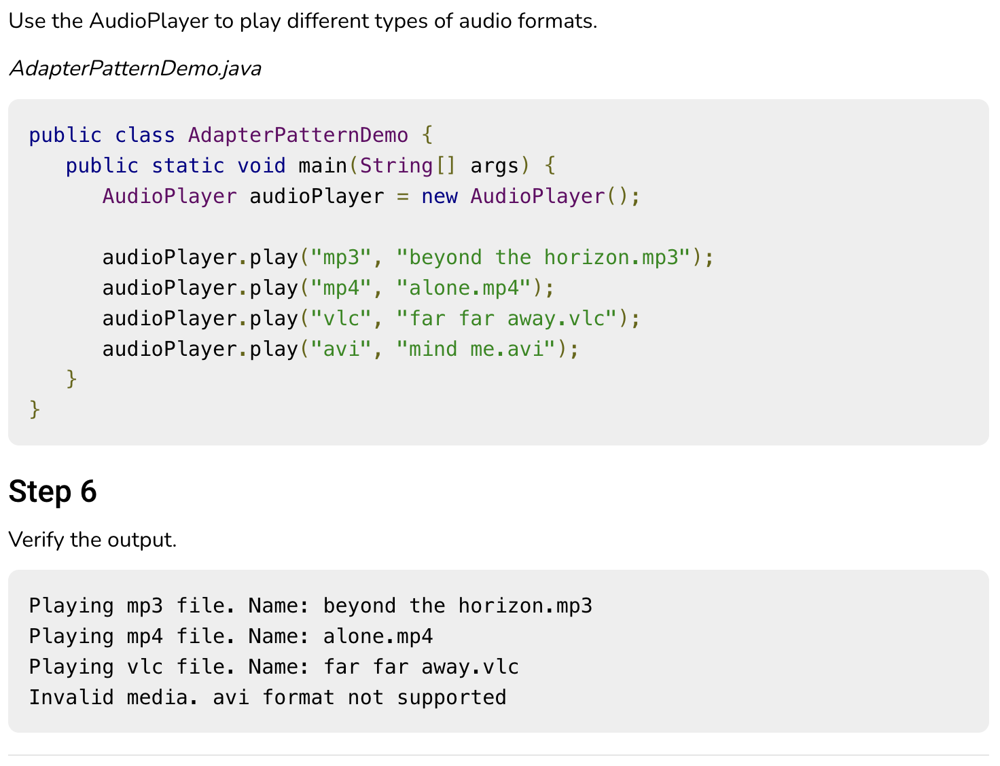 Use the AudioPlayer to play different types of audio formats.
AdapterPatternDemo.java
public class AdapterPatternDemo {
   public static void main(String[] args) {
      AudioPlayer audioPlayer = new AudioPlayer();

      audioPlayer.play("mp3", "beyond the horizon.mp3");
      audioPlayer.play("mp4", "alone.mp4");
      audioPlayer.play("vlc", "far far away.vlc");
      audioPlayer.play("avi", "mind me.avi");
   }
}
Step 6
Verify the output.
Playing mp3 file. Name: beyond the horizon.mp3
Playing mp4 file. Name: alone.mp4
Playing vlc file. Name: far far away.vlc
Invalid media. avi format not supported